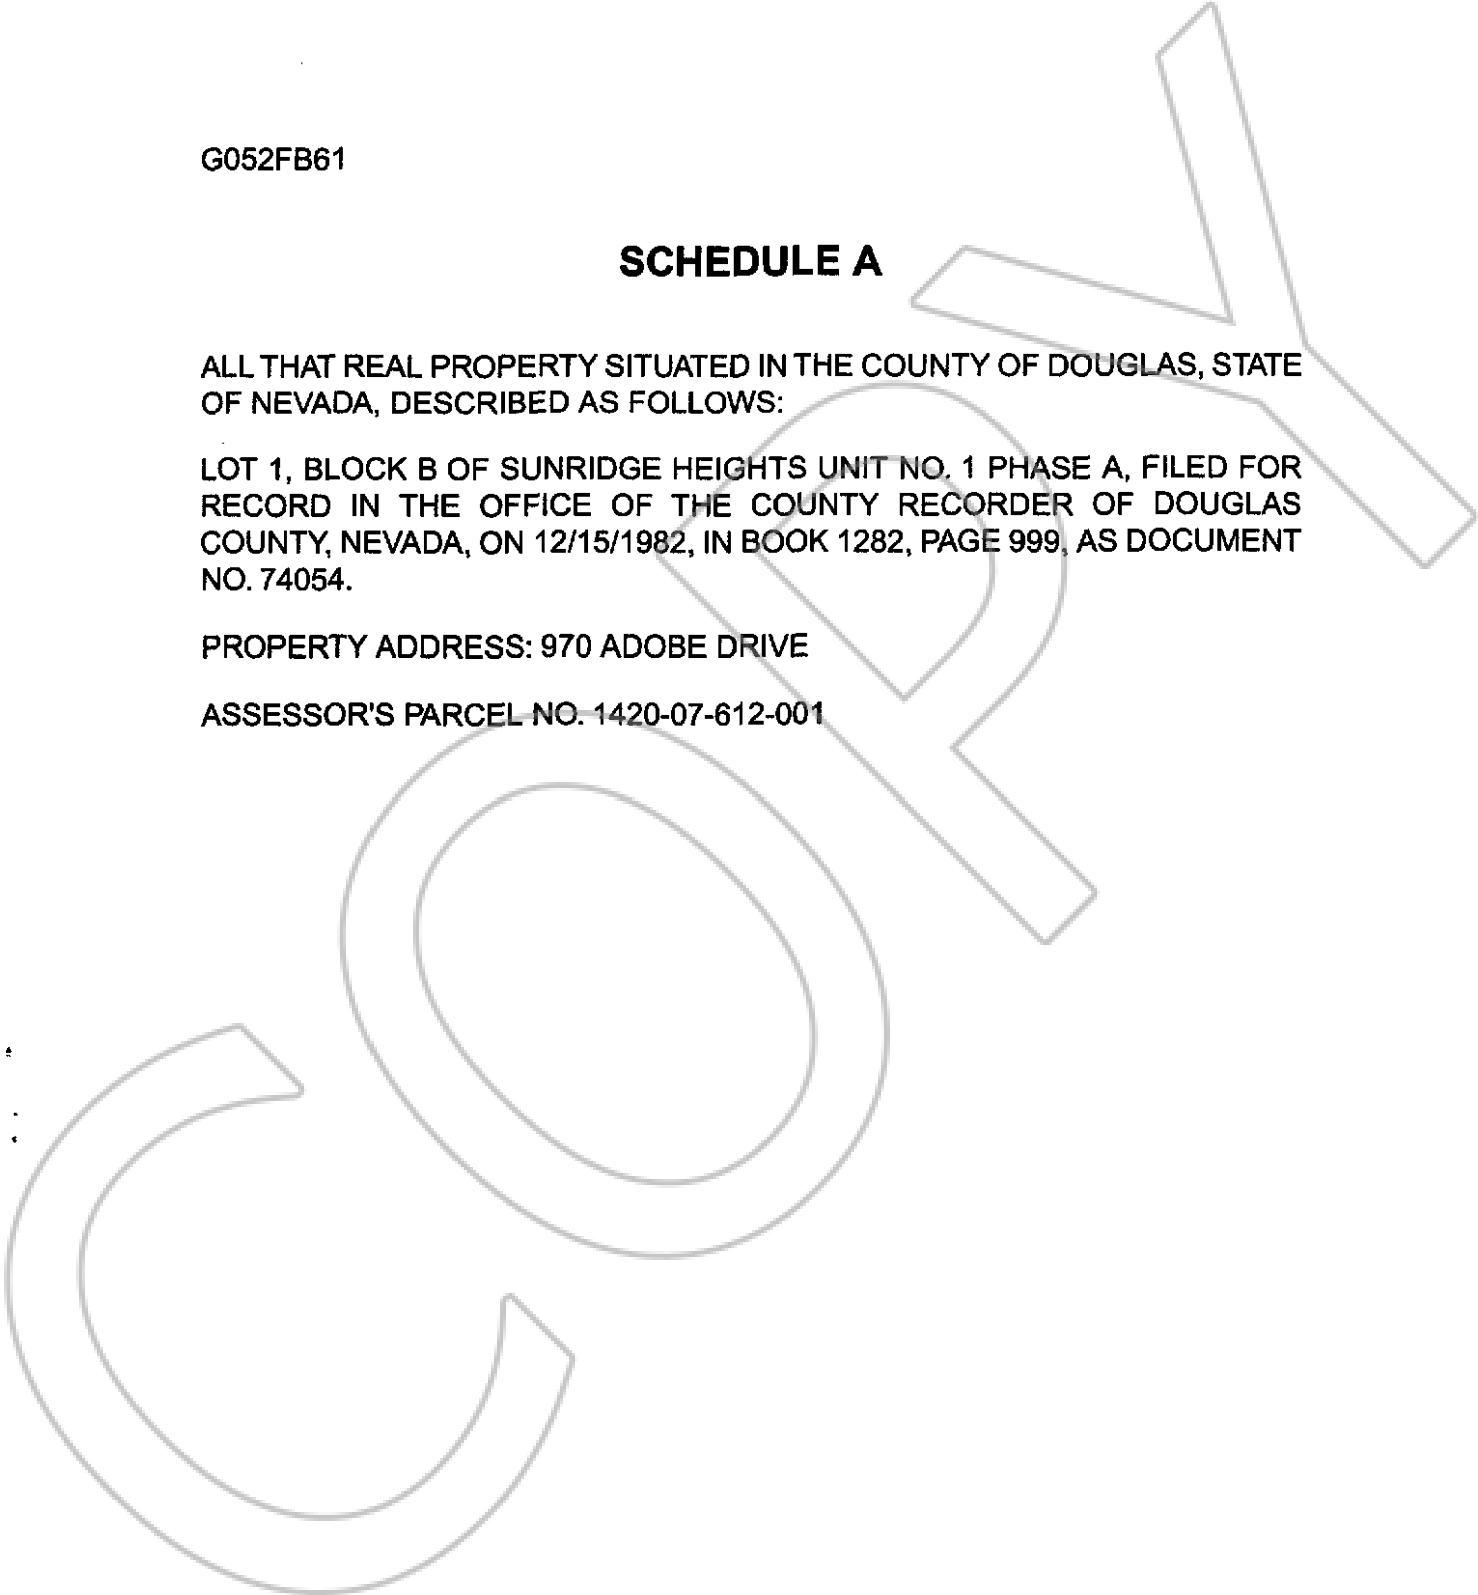 G052FB61
SCHEDULE A
ALL THAT REAL PROPERTY SITUATED IN THE COUNTY OF DOUGLAS, STATE
OF NEVADA, DESCRIBED AS FOLLOWS:
LOT 1, BLOCK B OF SUNRIDGE HEIGHTS UNIT NO. 1 PHASE A, FILED FOR
RECORD IN THE OFFICE OF THE COUNTY RECORDER OF DOUGLAS
COUNTY, NEVADA, ON 12/15/1982, IN BOOK 1282, PAGE 999, AS DOCUMENT
NO. 74054.
PROPERTY ADDRESS: 970 ADOBE DRIVE
ASSESSOR'S PARCEL NO. 1420-07-612-001
COPY